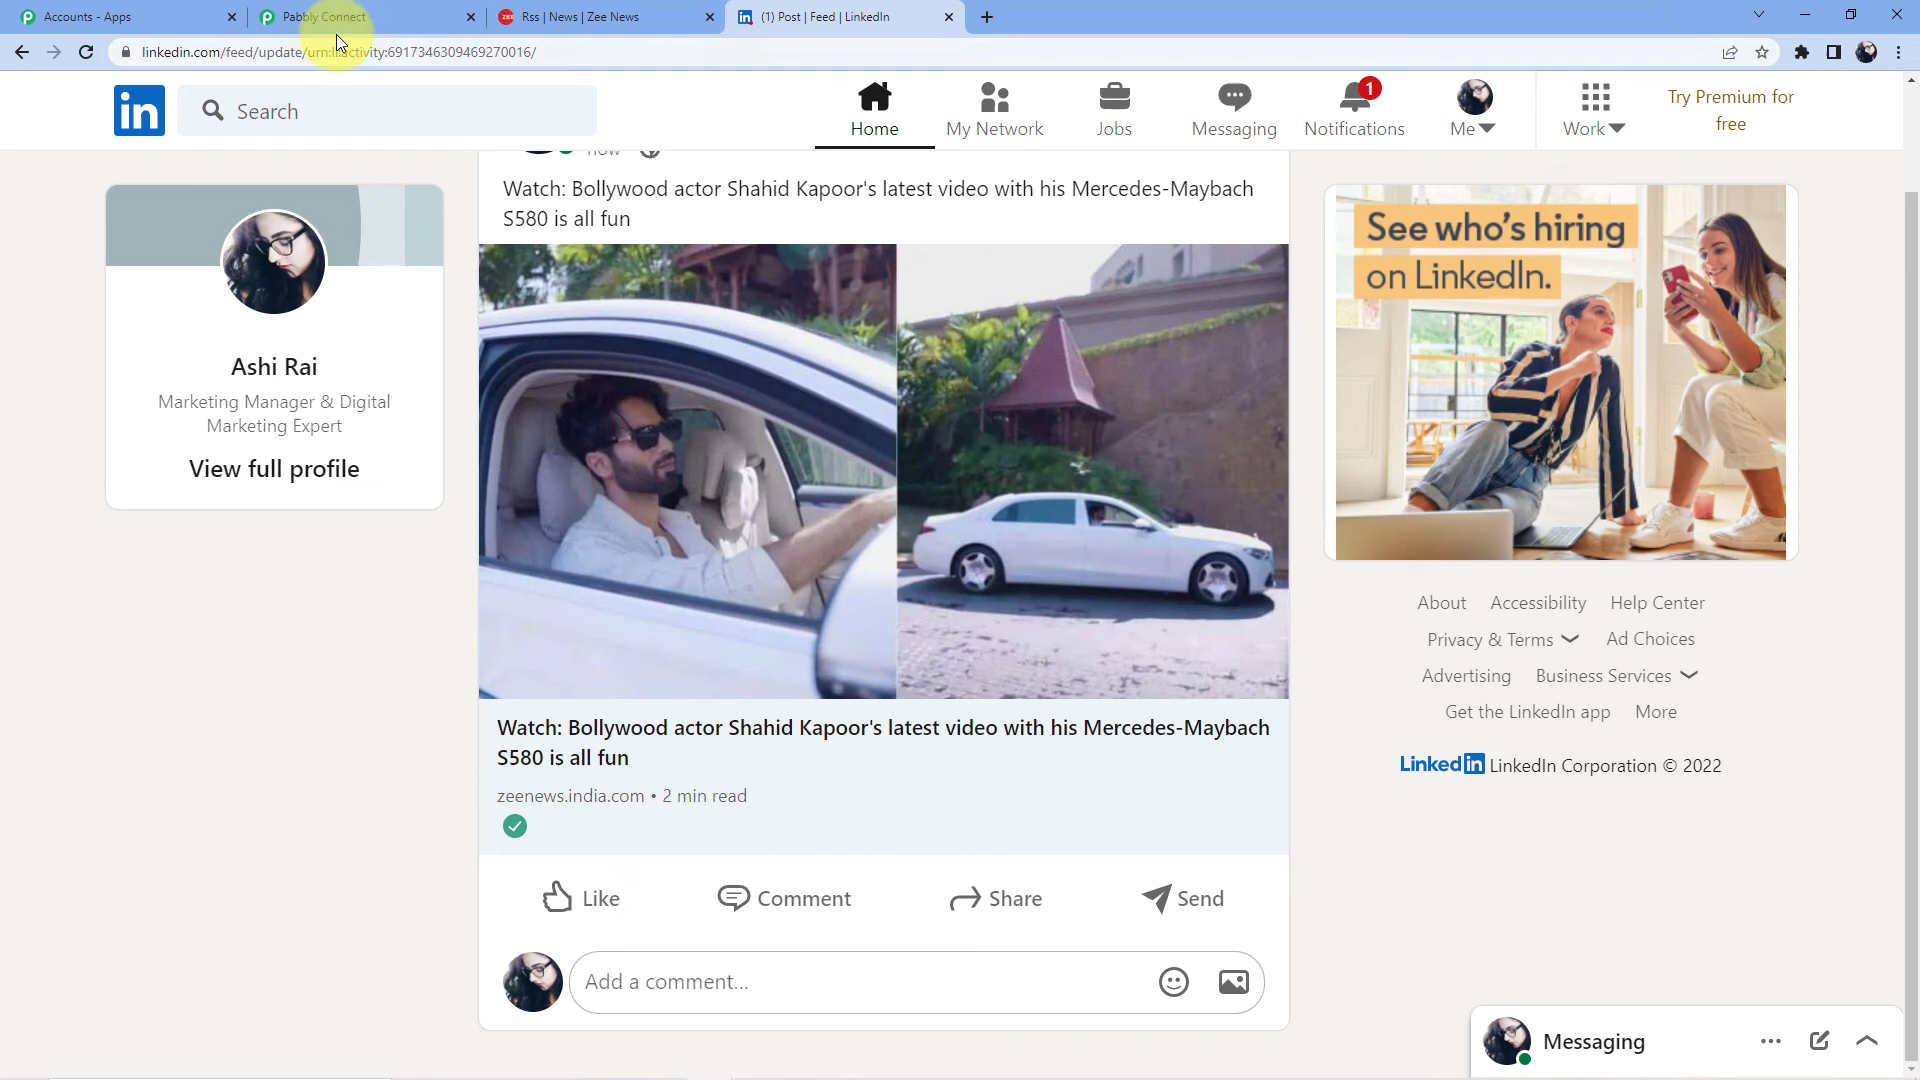 Accounts - Apps
Pabbly Connect
Rss | News | Zee News
(1) Post | Feed | LinkedIn
linkedin.com/feed/update/urn:li:activity:6917346309469270016/
in
Search
Home
My Network
Jobs
Messaging
1
Notifications
Me
Work
Try Premium for
free
now
Watch: Bollywood actor Shahid Kapoor's latest video with his Mercedes-Maybach
S580 is all fun
Ashi Rai
Marketing Manager & Digital
Marketing Expert
View full profile
See who's hiring
on LinkedIn.
Watch: Bollywood actor Shahid Kapoor's latest video with his Mercedes-Maybach
S580 is all fun
zeenews.india.com • 2 min read
Like
Comment
Share
Send
Add a comment...
About Accessibility Help Center
Privacy & Terms Ad Choices
Advertising Business Services
Get the LinkedIn app More
LinkedIn LinkedIn Corporation © 2022
Messaging